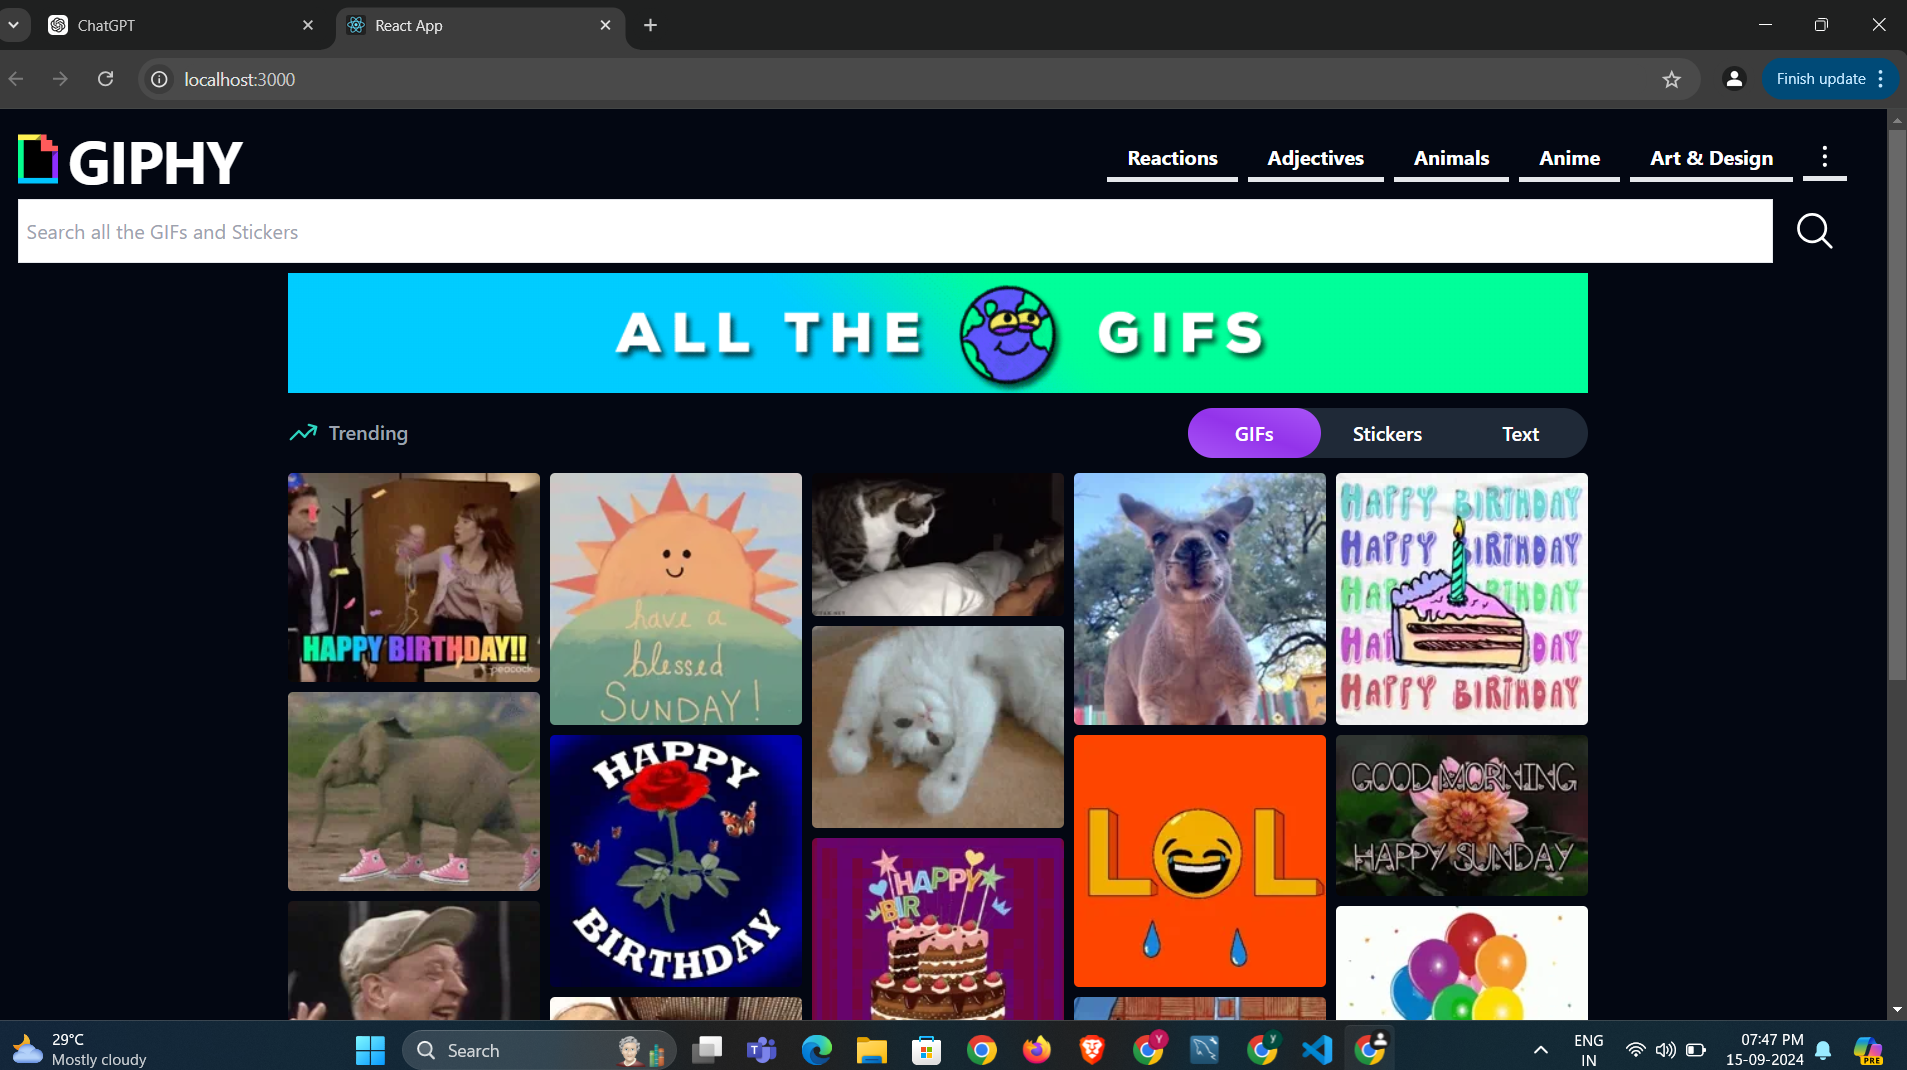 ChatGPT
React App
localhost:3000
Finish update
GIPHY
Reactions
Adjectives
Animals
Anime
Art & Design
Search all the GIFs and Stickers
ALL THE GIFS
Trending
GIFs
Stickers
Text
HAPPY BIRTHDAY!!
peacock
have a
blessed
SUNDAY!
HAPPY BIRTHDAY
HAPPY BIRTHDAY
HAPPY BIRTHDAY
HAPPY BIRTHDAY
HAPPY BIRTHDAY
HAPPY
BIRTHDAY
HAPPY
BIR
LOL
GOOD MORNING
HAPPY SUNDAY
29°C
Mostly cloudy
Search
ENG
IN
07:47 PM
15-09-2024
PRE